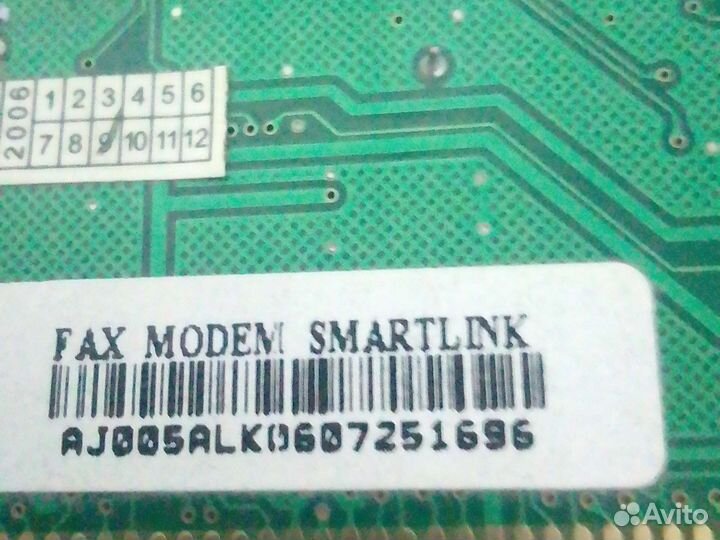 2006 1 2 3 4 5 6
7 8 9 10 11 12
FAX MODEM SMARTLINK
AJ005ALK0607251696
Avito